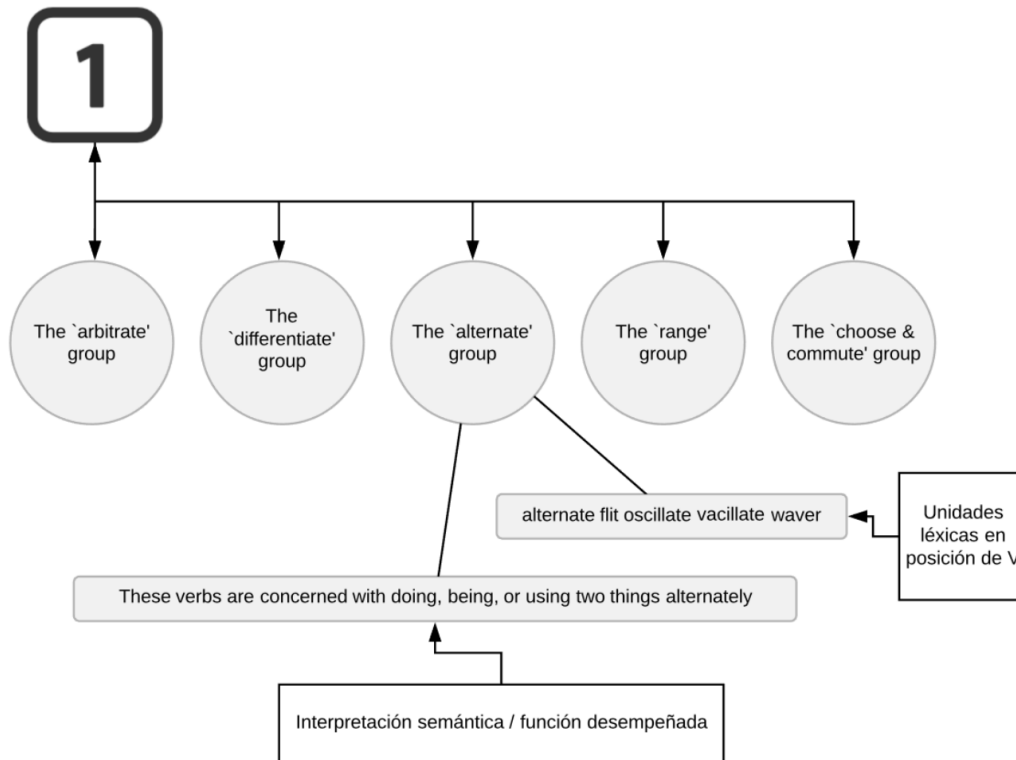 1
The `arbitrate'
group
The
`differentiate'
group
The `alternate'
group
The `range'
group
The `choose &
commute' group
alternate flit oscillate vacillate waver
Unidades
léxicas en
posición de V
These verbs are concerned with doing, being, or using two things alternately
Interpretación semántica / función desempeñada